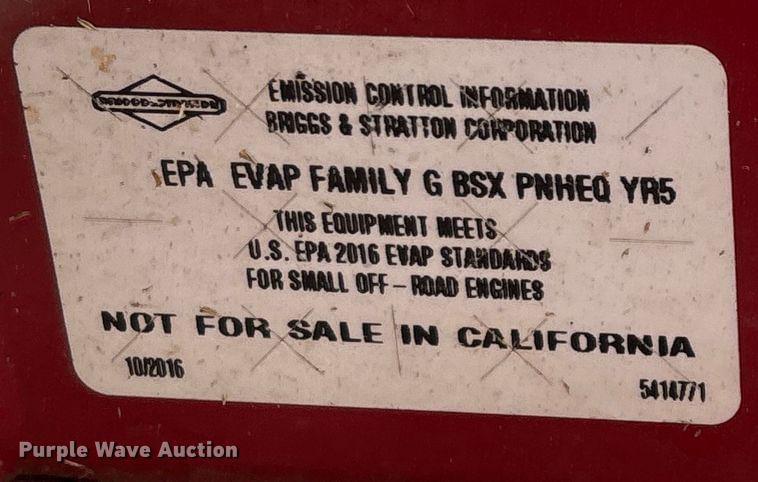 EMISSION CONTROL INFORMATION
BRIGGS & STRATTON CORPORATION
EPA EVAP FAMILY G BSX PNHEQ YR5
THIS EQUIPMENT MEETS
U.S. EPA 2016 EVAP STANDARDS
FOR SMALL OFF-ROAD ENGINES
NOT FOR SALE IN CALIFORNIA
10/2016
5414771
Purple Wave Auction